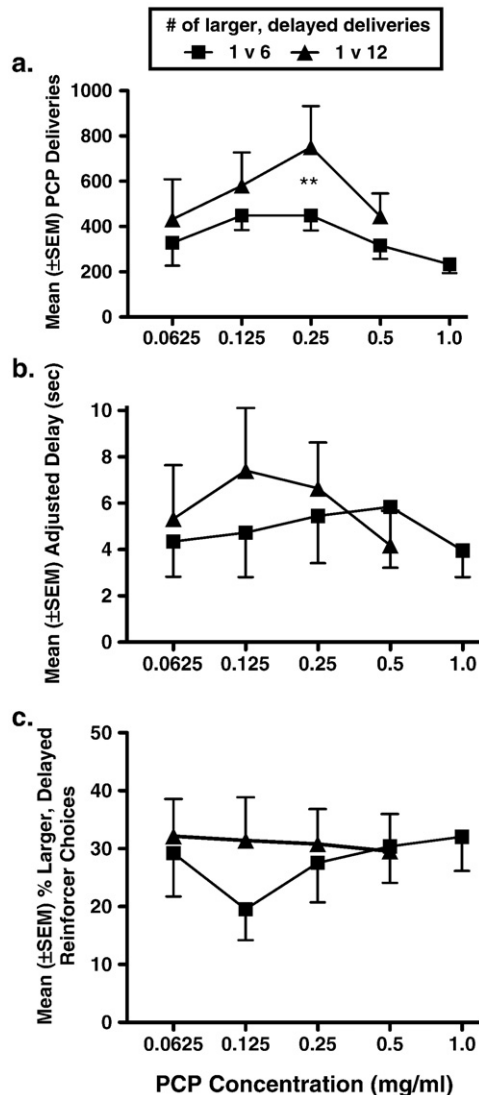 # of larger, delayed deliveries
1 v 6 1 v 12
a.
Mean (±SEM) PCP Deliveries
1000
800
600
400
200
0
**
0.0625 0.125 0.25 0.5 1.0
b.
Mean (±SEM) Adjusted Delay (sec)
10
8
6
4
2
0
0.0625 0.125 0.25 0.5 1.0
c.
Mean (±SEM) % Larger, Delayed
Reinforcer Choices
50
40
30
20
10
0
0.0625 0.125 0.25 0.5 1.0
PCP Concentration (mg/ml)